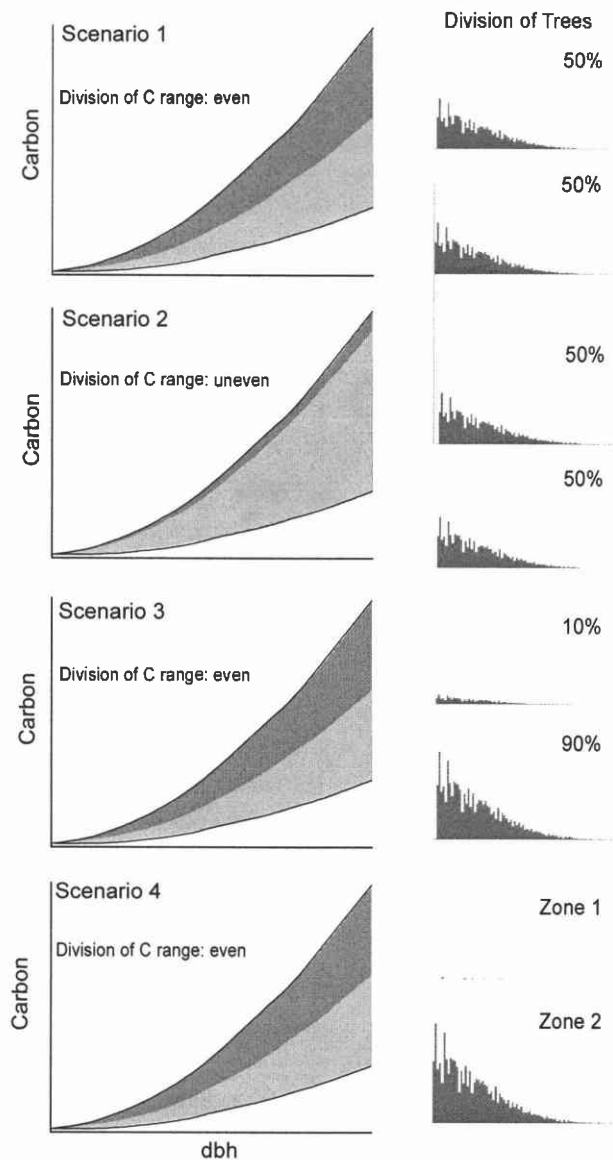 Division of Trees
Scenario 1
50%
Division of C range: even
Carbon
50%
Scenario 2
50%
Division of C range: uneven
Carbon
50%
Scenario 3
10%
Division of C range: even
Carbon
90%
Scenario 4
Zone 1
Division of C range: even
Carbon
Zone 2
dbh